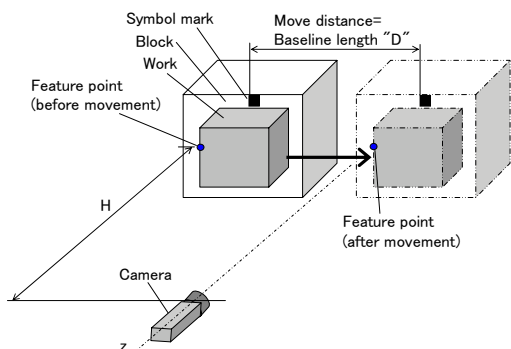 Symbol mark
Block
Work
Move distance=
Baseline length "D"
Feature point
(before movement)
H
Feature point
(after movement)
Camera
z